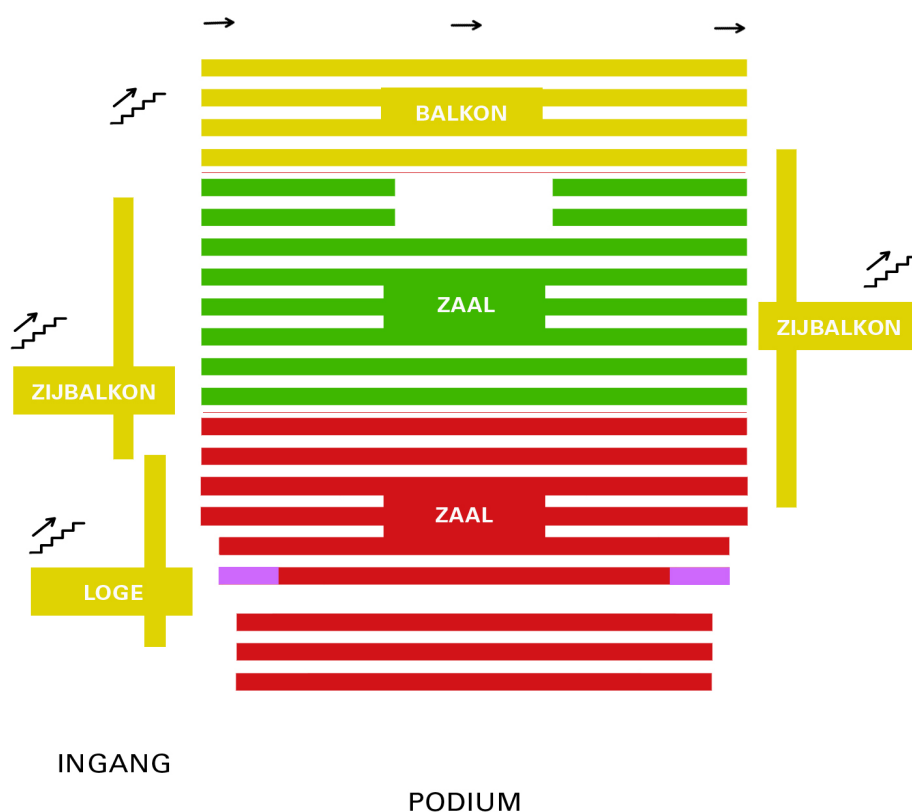 BALKON
ZAAL
ZIJBALKON
ZIJBALKON
ZAAL
LOGE
INGANG
PODIUM